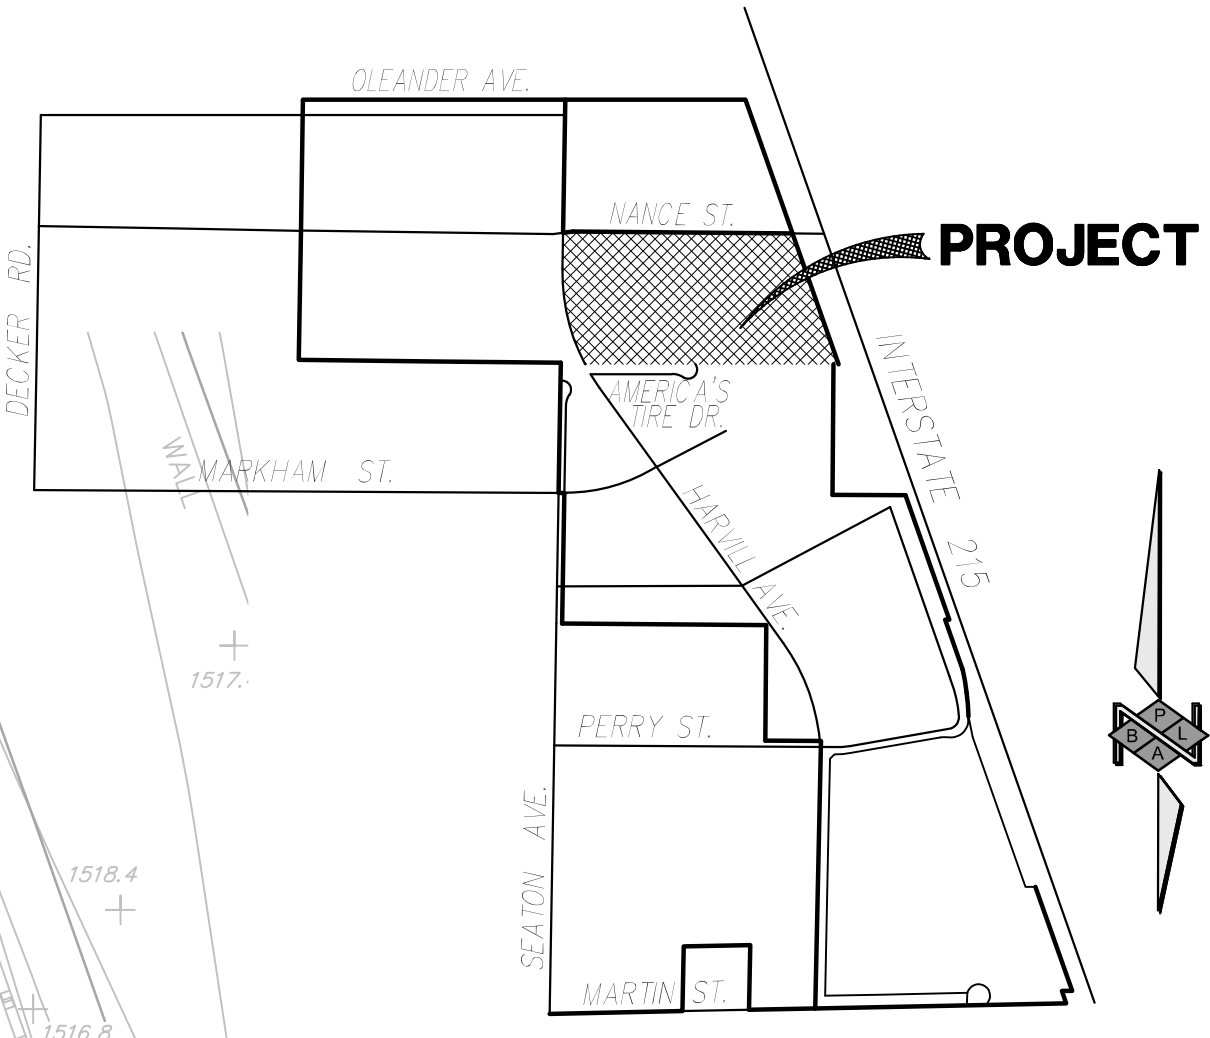 OLEANDER AVE.
NANCE ST.
PROJECT
DECKER RD.
INTERSTATE 215
AMERICA'S
TIRE DR.
WALL
MARKHAM ST.
HARVILL AVE.
1517.
PERRY ST.
P
B
L
A
SEATON AVE.
1518.4
MARTIN ST.
1516.8